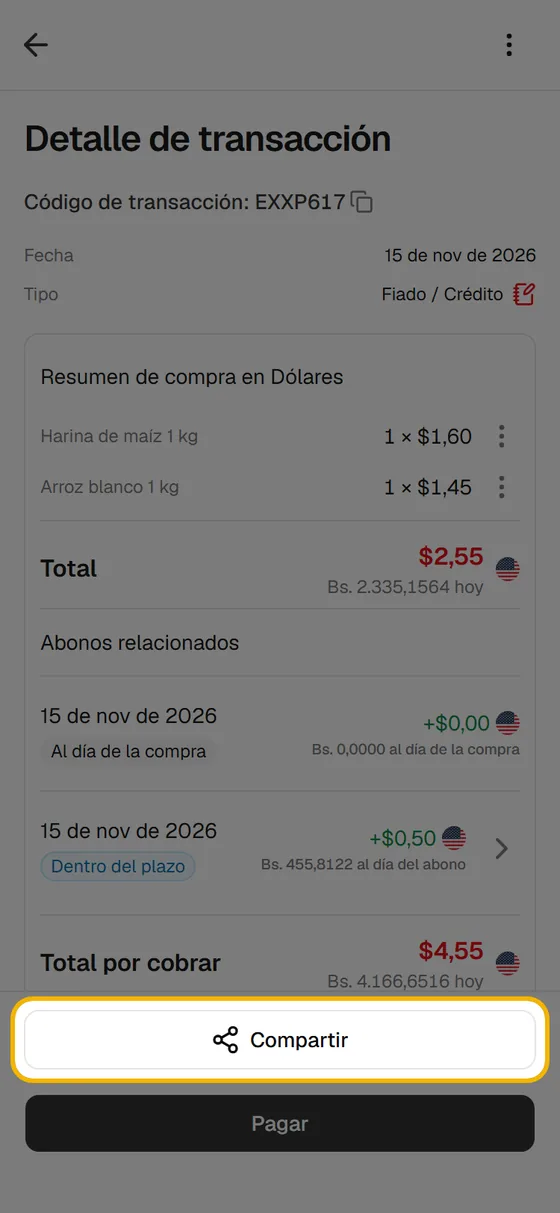 Detalle de transacción
Código de transacción: EXXP617
Fecha 15 de nov de 2026
Tipo Fiado / Crédito
Resumen de compra en Dólares
Harina de maíz 1 kg 1 × $1,60
Arroz blanco 1 kg 1 × $1,45
Total $2,55
Bs. 2.335,1564 hoy
Abonos relacionados
15 de nov de 2026 +$0,00
Al día de la compra Bs. 0,0000 al día de la compra
15 de nov de 2026 +$0,50
Dentro del plazo Bs. 455,8122 al día del abono
Total por cobrar $4,55
Bs. 4.166,6516 hoy
Compartir
Pagar